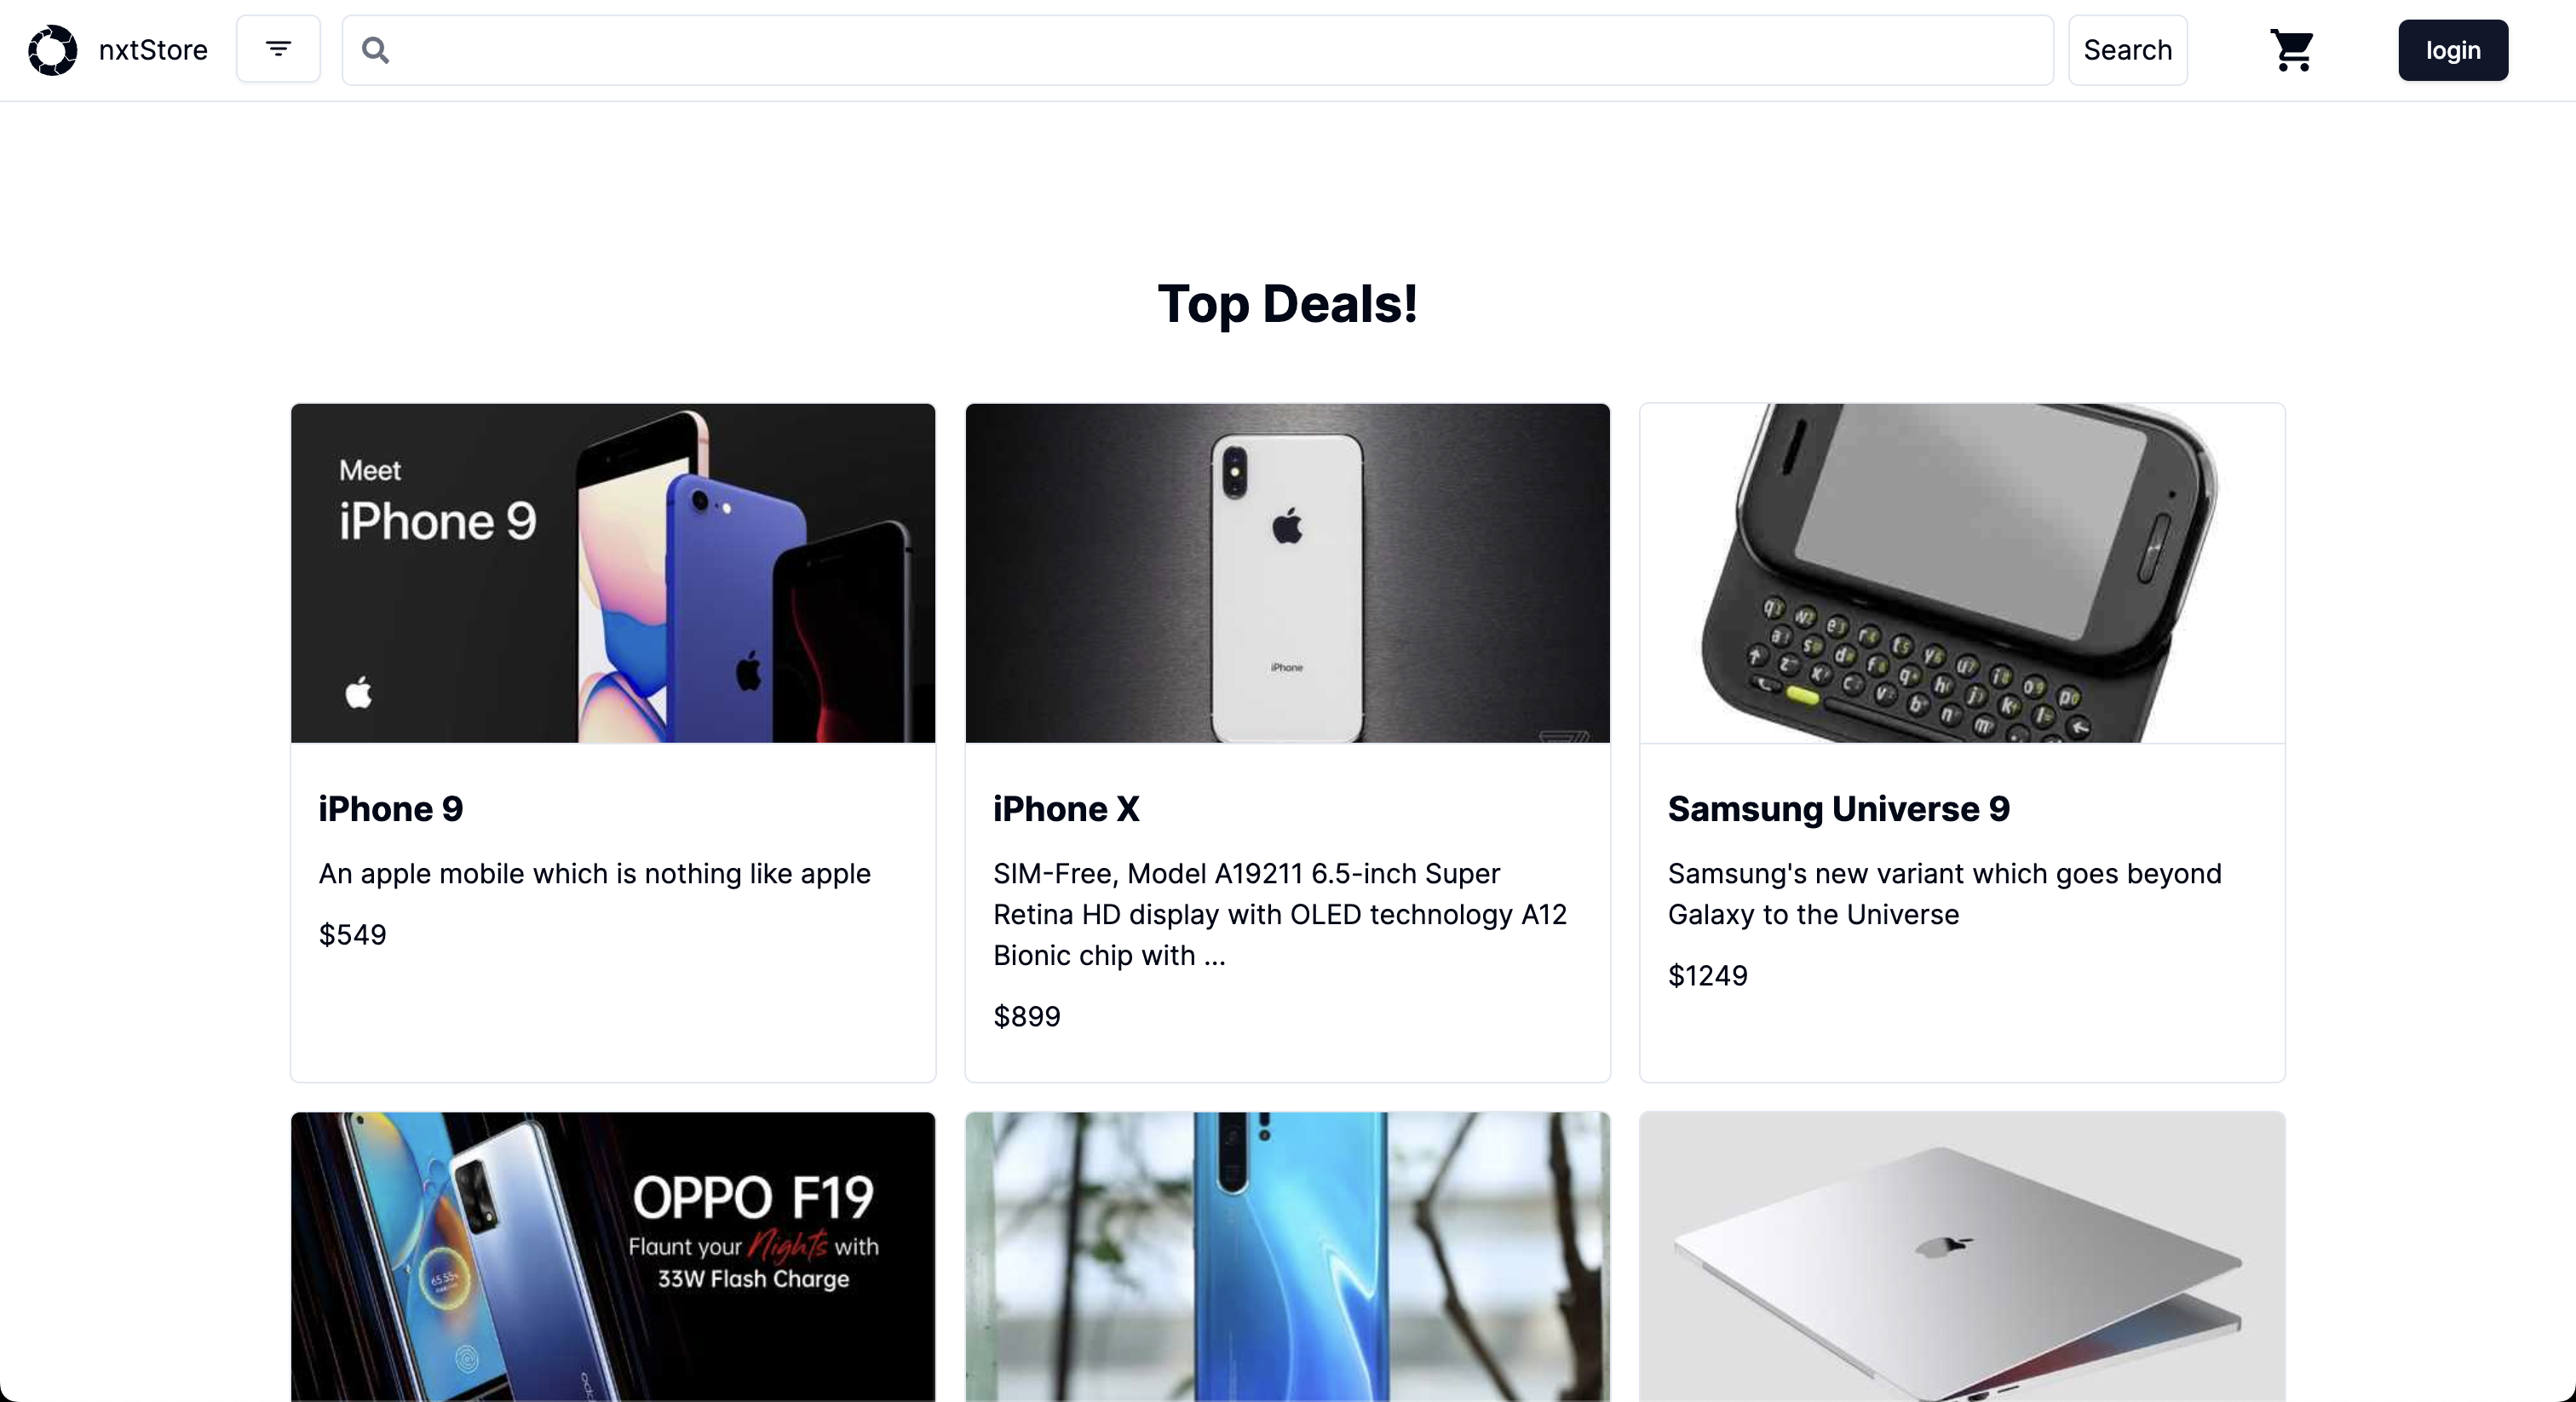 nxtStore
Search
login
Top Deals!
Meet
iPhone 9
iPhone
iPhone 9
An apple mobile which is nothing like apple
$549
iPhone X
SIM-Free, Model A19211 6.5-inch Super
Retina HD display with OLED technology A12
Bionic chip with ...
$899
Samsung Universe 9
Samsung's new variant which goes beyond
Galaxy to the Universe
$1249
OPPO F19
Flaunt your Nights with
33W Flash Charge